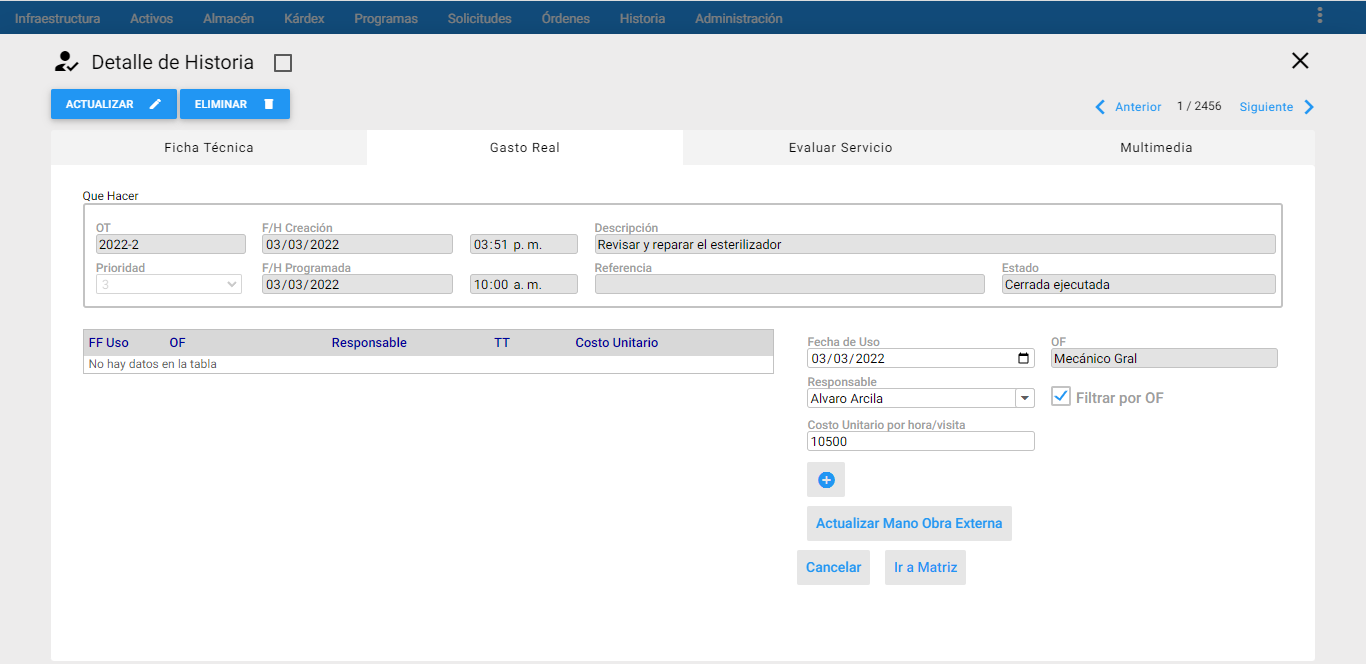 Infraestructura Activos Almacén Kárdex Programas Solicitudes Órdenes Historia Administración
Detalle de Historia
ACTUALIZAR ELIMINAR
Anterior 1 / 2456 Siguiente
Ficha Técnica Gasto Real Evaluar Servicio Multimedia
Que Hacer
OT F/H Creación Descripción
2022-2 03/03/2022 03:51 p. m. Revisar y reparar el esterilizador
Prioridad F/H Programada Referencia Estado
3 03/03/2022 10:00 a. m. Cerrada ejecutada
FF Uso OF Responsable TT Costo Unitario
No hay datos en la tabla
Fecha de Uso OF
03/03/2022 Mecánico Gral
Responsable
Alvaro Arcila Filtrar por OF
Costo Unitario por hora/visita
10500
Actualizar Mano Obra Externa
Cancelar Ir a Matriz